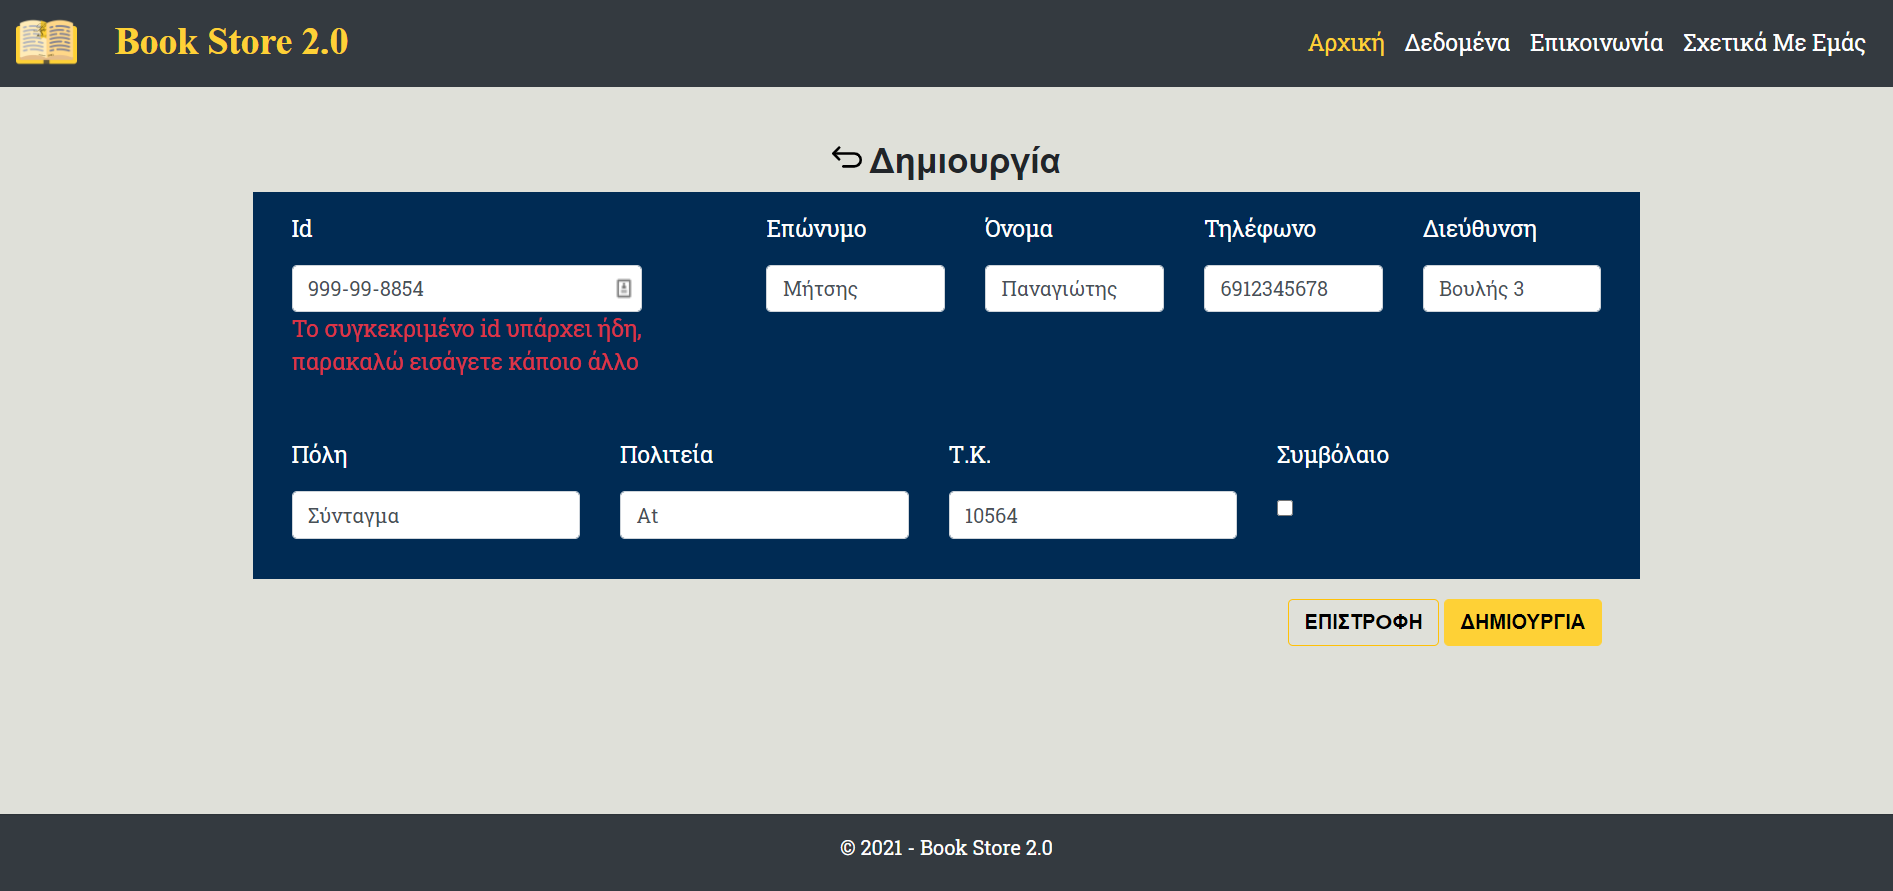 Book Store 2.0
Αρχική Δεδομένα Επικοινωνία Σχετικά Με Εμάς
Δημιουργία
Id Επώνυμο Όνομα Τηλέφωνο Διεύθυνση
999-99-8854 Μήτσης Παναγιώτης 6912345678 Βουλής 3
Το συγκεκριμένο id υπάρχει ήδη,
παρακαλώ εισάγετε κάποιο άλλο
Πόλη Πολιτεία Τ.Κ. Συμβόλαιο
Σύνταγμα At 10564
ΕΠΙΣΤΡΟΦΗ ΔΗΜΙΟΥΡΓΙΑ
© 2021 - Book Store 2.0